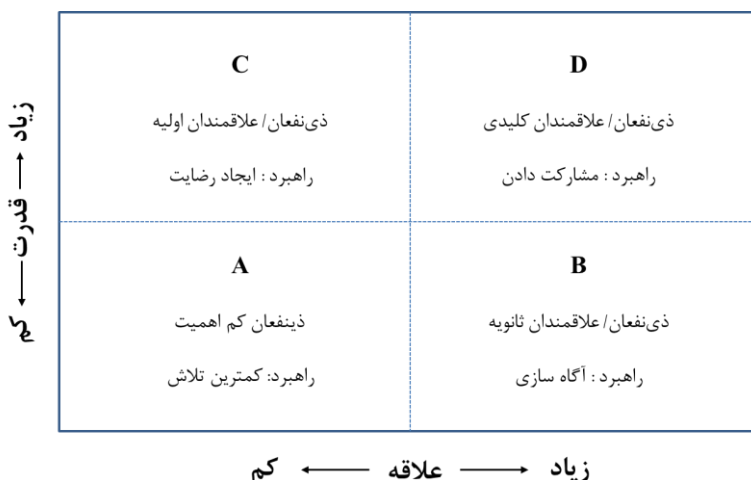 زیاد
قدرت
کم
C
ذی‌نفعان/ علاقمندان اولیه
راهبرد : ایجاد رضایت
D
ذی‌نفعان/ علاقمندان کلیدی
راهبرد : مشارکت دادن
A
ذینفعان کم اهمیت
راهبرد: کمترین تلاش
B
ذی‌نفعان/ علاقمندان ثانویه
راهبرد : آگاه سازی
زیاد علاقه کم